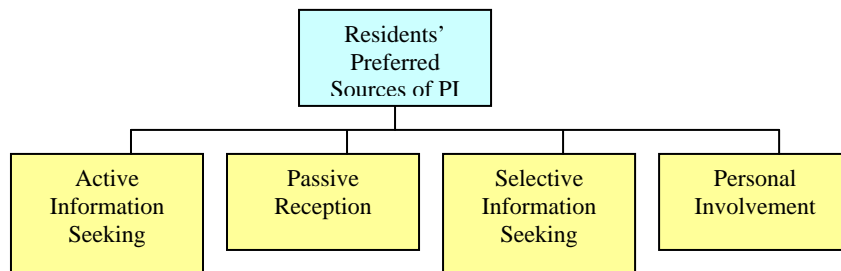 Residents’
Preferred
Sources of PI
Active
Information
Seeking
Passive
Reception
Selective
Information
Seeking
Personal
Involvement